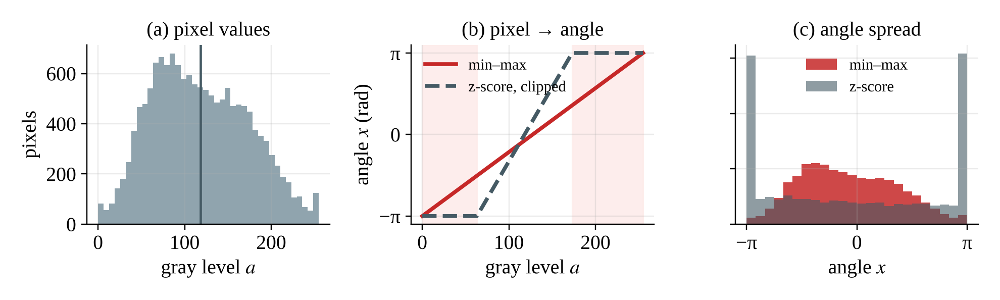 (a) pixel values
600
400
200
0
pixels
0 100 200
gray level a
(b) pixel → angle
π
0
−π
angle x (rad)
min–max
z-score, clipped
0 100 200
gray level a
(c) angle spread
min–max
z-score
−π 0 π
angle x